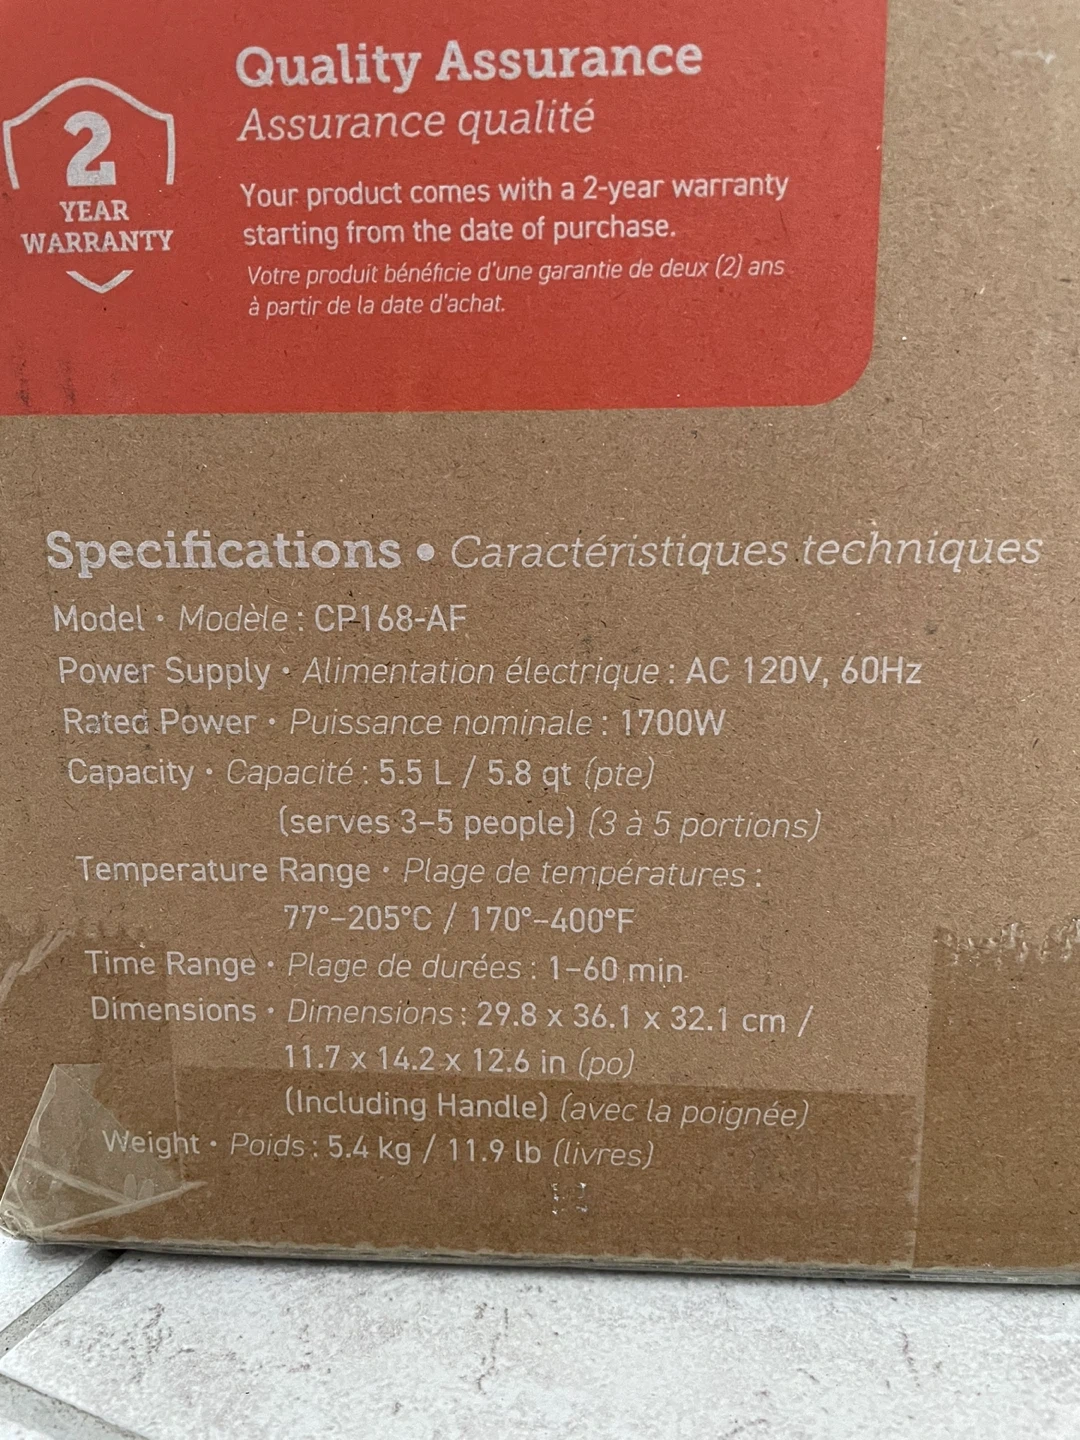 2
YEAR
WARRANTY
Quality Assurance
Assurance qualité
Your product comes with a 2-year warranty
starting from the date of purchase.
Votre produit bénéficie d'une garantie de deux (2) ans
à partir de la date d'achat.
Specifications • Caractéristiques techniques
Model • Modèle : CP168-AF
Power Supply • Alimentation électrique : AC 120V, 60Hz
Rated Power • Puissance nominale : 1700W
Capacity • Capacité : 5.5 L / 5.8 qt (pte)
(serves 3–5 people) (3 à 5 portions)
Temperature Range • Plage de températures :
77°–205°C / 170°–400°F
Time Range • Plage de durées : 1–60 min
Dimensions • Dimensions : 29.8 x 36.1 x 32.1 cm /
11.7 x 14.2 x 12.6 in (po)
(Including Handle) (avec la poignée)
Weight • Poids : 5.4 kg / 11.9 lb (livres)